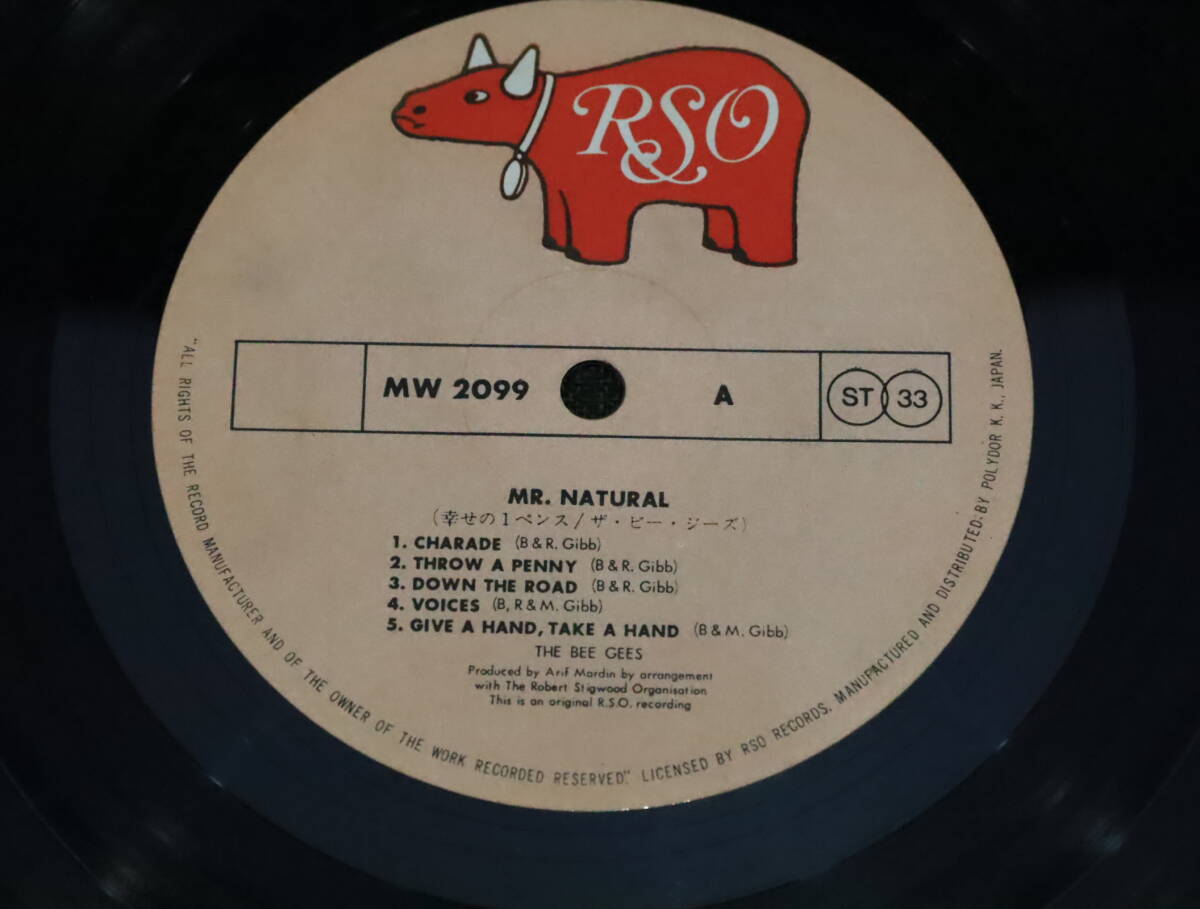 RSO
MW 2099 A ST 33
MR. NATURAL
(幸せの1ペンス/ザ・ビー・ジーズ)
1. CHARADE (B & R. Gibb)
2. THROW A PENNY (B & R. Gibb)
3. DOWN THE ROAD (B & R. Gibb)
4. VOICES (B, R & M. Gibb)
5. GIVE A HAND, TAKE A HAND (B & M. Gibb)
THE BEE GEES
Produced by Arif Mardin by arrangement
with The Robert Stigwood Organisation
This is an original R.S.O. recording
"ALL RIGHTS OF THE RECORD MANUFACTURER AND OF THE OWNER OF THE WORK RECORDED RESERVED." LICENSED BY RSO RECORDS. MANUFACTURED AND DISTRIBUTED: BY POLYDOR K. K., JAPAN.